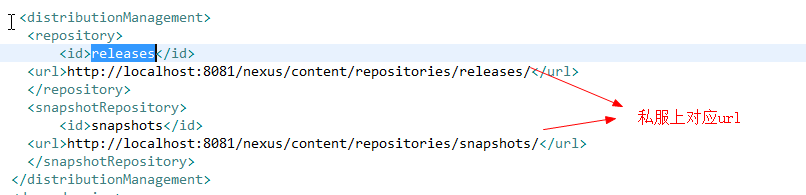 <distributionManagement>
<repository>
<id>releases</id>
<url>http://localhost:8081/nexus/content/repositories/releases/</url>
</repository>
<snapshotRepository>
<id>snapshots</id>
<url>http://localhost:8081/nexus/content/repositories/snapshots/</url>
</snapshotRepository>
</distributionManagement>
私服上对应url